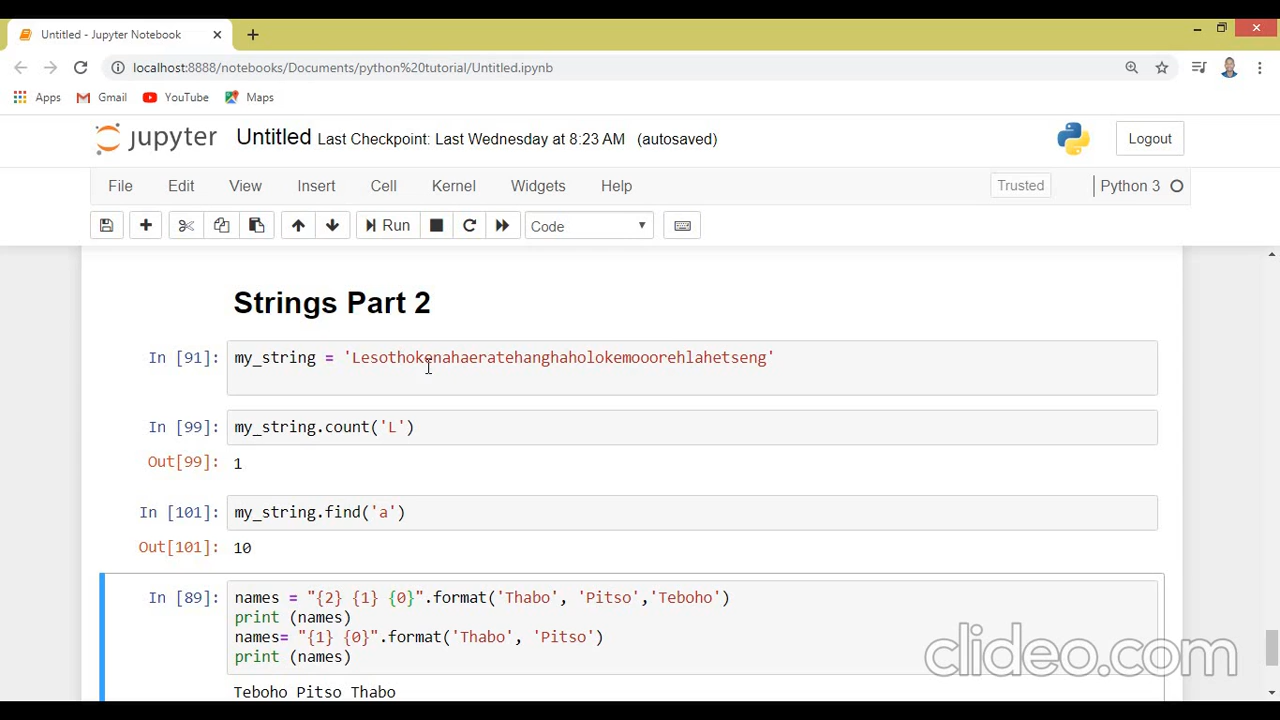 Untitled - Jupyter Notebook
localhost:8888/notebooks/Documents/python%20tutorial/Untitled.ipynb
Apps Gmail YouTube Maps
jupyter Untitled Last Checkpoint: Last Wednesday at 8:23 AM (autosaved) Logout
File Edit View Insert Cell Kernel Widgets Help Trusted Python 3
Run Code
Strings Part 2
In [91]: my_string = 'Lesothokenahaeratehanghaholokemooorehlahetseng'
In [99]: my_string.count('L')
Out[99]: 1
In [101]: my_string.find('a')
Out[101]: 10
In [89]: names = "{2} {1} {0}".format('Thabo', 'Pitso','Teboho')
print (names)
names= "{1} {0}".format('Thabo', 'Pitso')
print (names)
Teboho Pitso Thabo
clideo.com